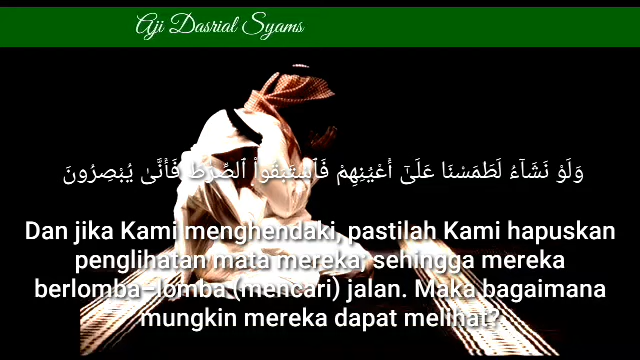 Aji Dasrial Syams
وَلَوْ نَشَآءُ لَطَمَسْنَا عَلَىٰٓ أَعْيُنِهِمْ فَٱسْتَبَقُوا۟ ٱلصِّرَٰطَ فَأَنَّىٰ يُبْصِرُونَ
Dan jika Kami menghendaki, pastilah Kami hapuskan
penglihatan mata mereka; sehingga mereka
berlomba-lomba (mencari) jalan. Maka bagaimana
mungkin mereka dapat melihat?